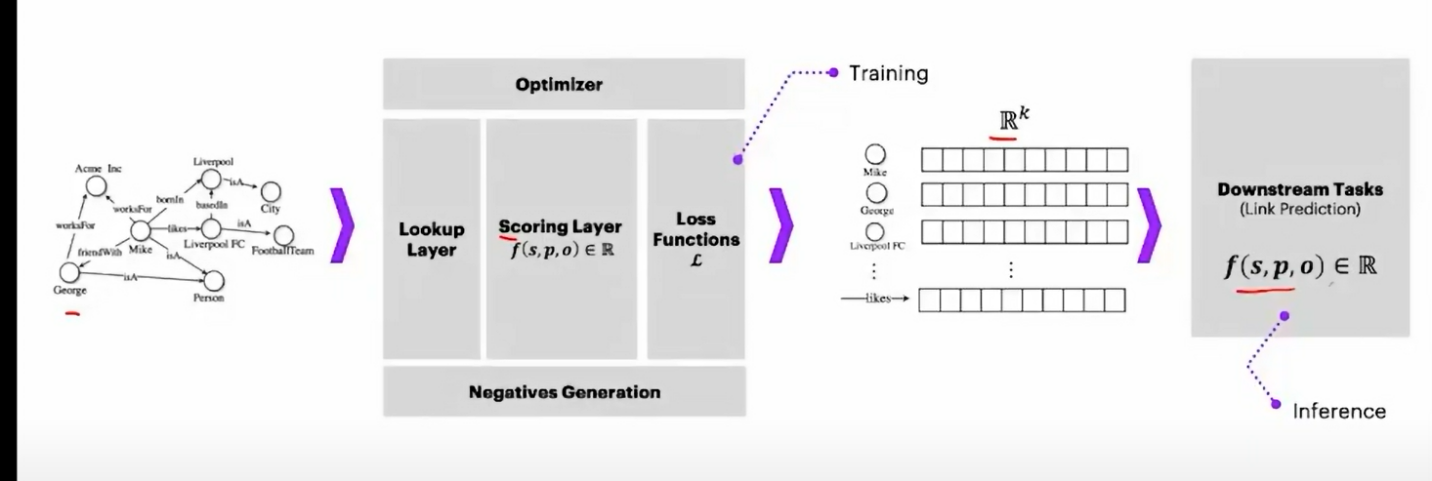 Acme Inc
Liverpool
isA
City
bornIn
basedIn
worksFor
worksFor
likes
isA
Mike
Liverpool FC
FootballTeam
friendWith
isA
isA
George
Person
Optimizer
Lookup
Layer
Scoring Layer
f(s,p,o) ∈ ℝ
Loss
Functions
ℒ
Negatives Generation
Training
ℝᵏ
Mike
George
Liverpool FC
⋮
⋮
likes
Downstream Tasks
(Link Prediction)
f(s,p,o) ∈ ℝ
Inference